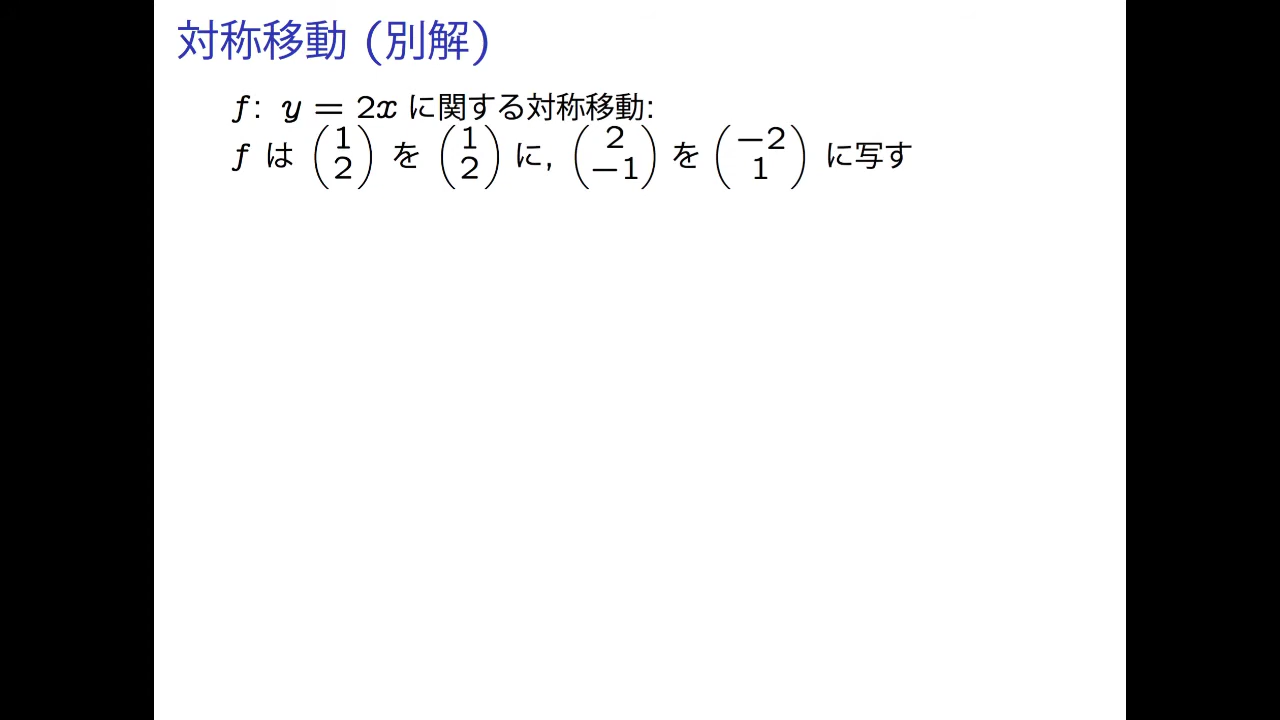 対称移動 (別解)
f: y = 2x に関する対称移動:
f は (1 2) を (1 2) に, (2 −1) を (−2 1) に写す